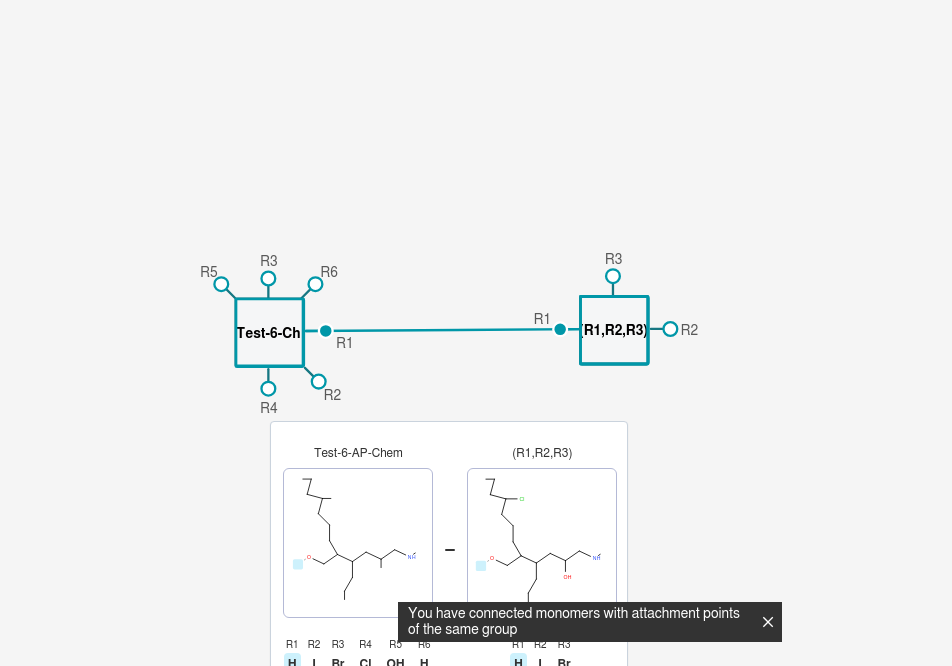 R3
R5
R3
R6
R1
(R1,R2,R3)
R2
Test-6-Ch
R1
R2
R4
Test-6-AP-Chem
(R1,R2,R3)
Cl
O
NH
O
NH
OH
You have connected monomers with attachment points
of the same group
R1 R2 R3 R4 R5 R6
R1 R2 R3
H I Br Cl OH H
H I Br